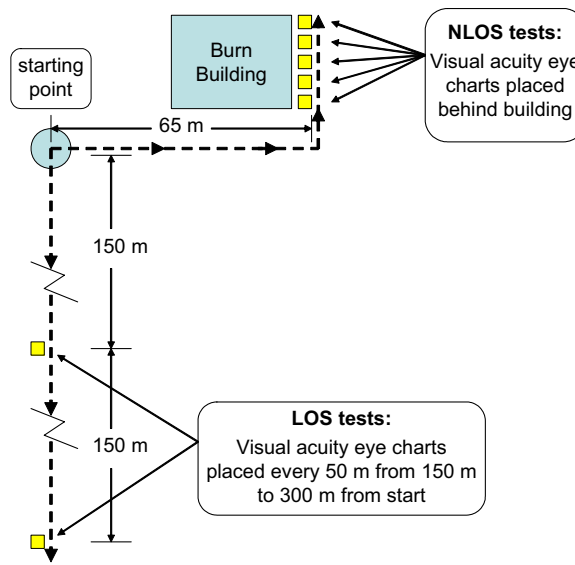 starting
point
Burn
Building
NLOS tests:
Visual acuity eye
charts placed
behind building
65 m
150 m
150 m
LOS tests:
Visual acuity eye charts
placed every 50 m from 150 m
to 300 m from start